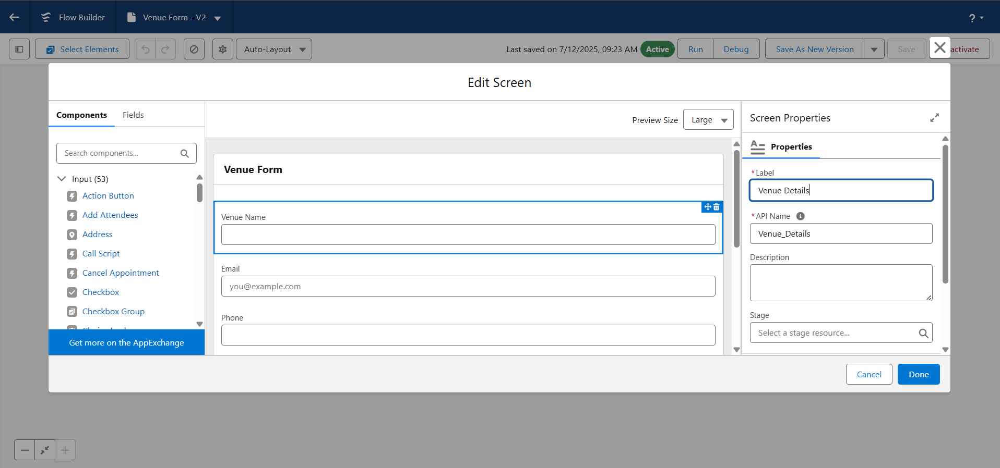 Flow Builder
Venue Form - V2
?
Select Elements
Auto-Layout
Last saved on 7/12/2025, 09:23 AM
Active
Run
Debug
Save As New Version
Save
activate
Edit Screen
Components
Fields
Search components...
Input (53)
Action Button
Add Attendees
Address
Call Script
Cancel Appointment
Checkbox
Checkbox Group
Get more on the AppExchange
Preview Size
Large
Venue Form
Venue Name
Email
you@example.com
Phone
Screen Properties
Properties
*Label
Venue Details
*API Name
Venue_Details
Description
Stage
Select a stage resource...
Cancel
Done